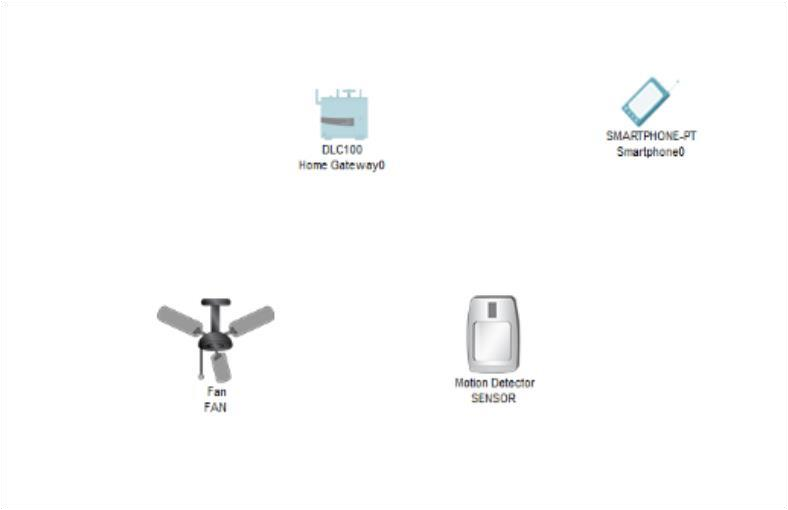 DLC100
Home Gateway0
SMARTPHONE-PT
Smartphone0
Fan
FAN
Motion Detector
SENSOR